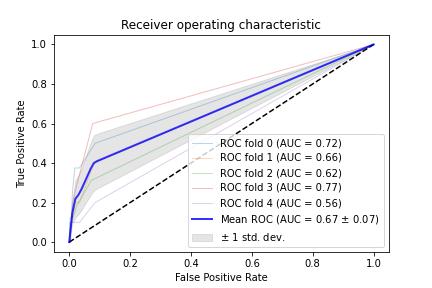 Receiver operating characteristic
1.0
0.8
0.6
0.4
0.2
0.0
True Positive Rate
ROC fold 0 (AUC = 0.72)
ROC fold 1 (AUC = 0.66)
ROC fold 2 (AUC = 0.62)
ROC fold 3 (AUC = 0.77)
ROC fold 4 (AUC = 0.56)
Mean ROC (AUC = 0.67 ± 0.07)
± 1 std. dev.
0.0 0.2 0.4 0.6 0.8 1.0
False Positive Rate